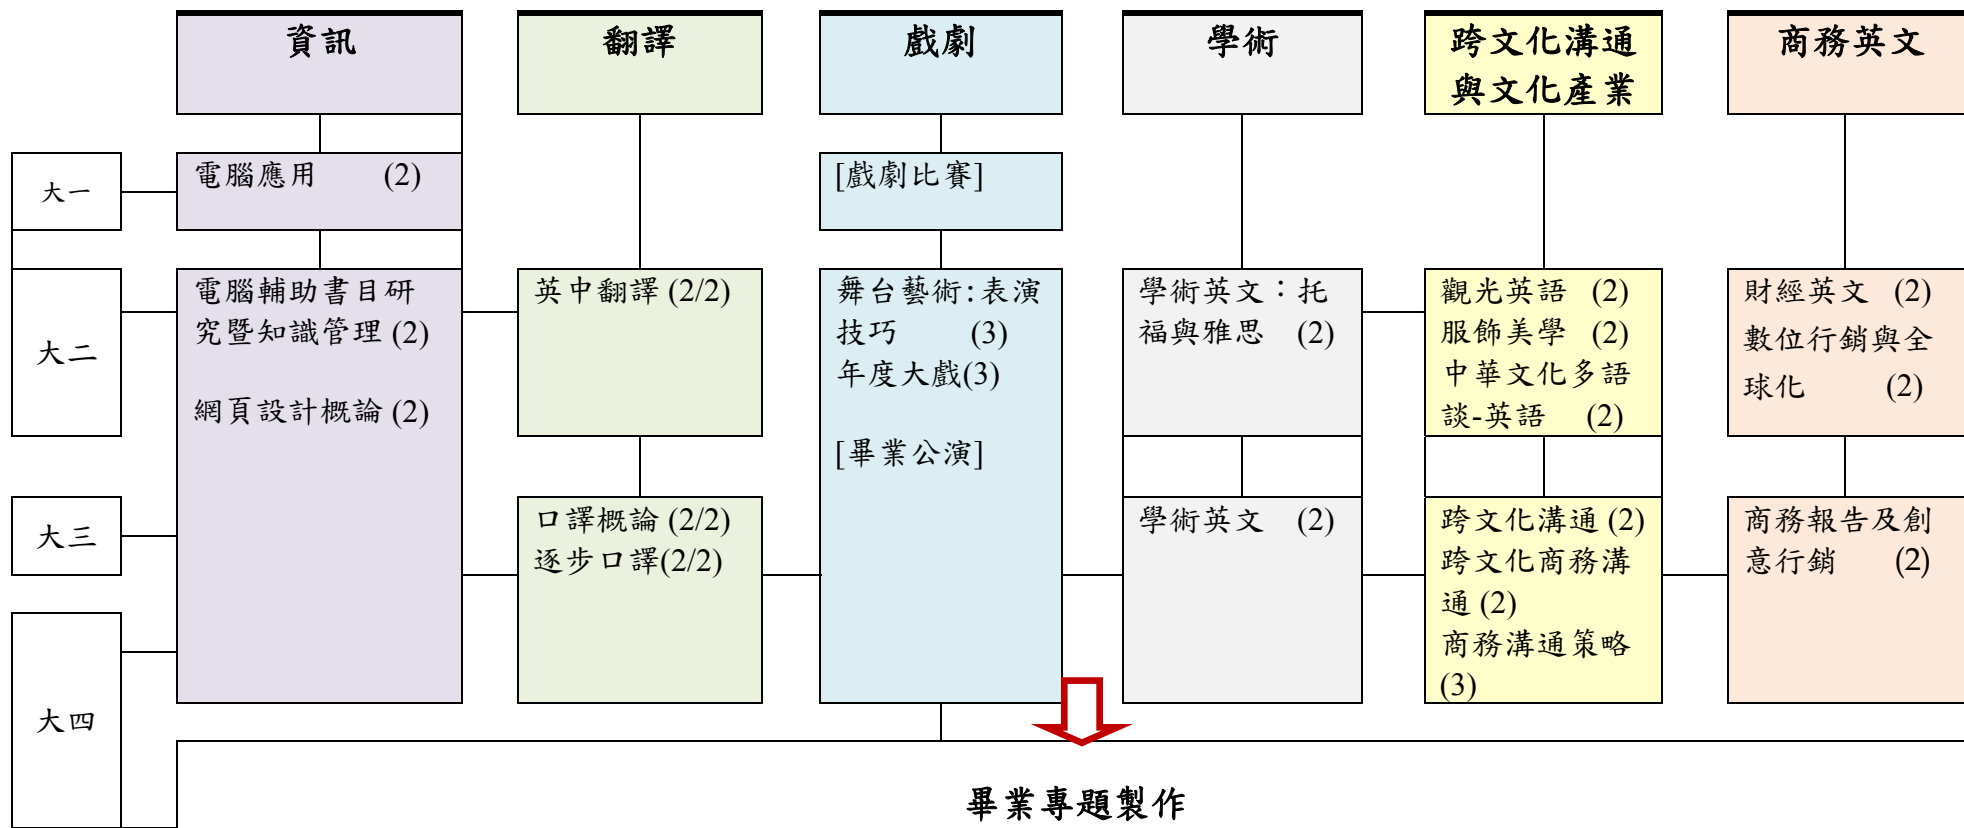 資訊
翻譯
戲劇
學術
跨文化溝通
與文化產業
商務英文
大一
電腦應用 (2)
[戲劇比賽]
大二
電腦輔助書目研
究暨知識管理 (2)
網頁設計概論 (2)
英中翻譯 (2/2)
舞台藝術:表演
技巧 (3)
年度大戲(3)
[畢業公演]
學術英文：托
福與雅思 (2)
觀光英語 (2)
服飾美學 (2)
中華文化多語
談-英語 (2)
財經英文 (2)
數位行銷與全
球化 (2)
大三
口譯概論 (2/2)
逐步口譯(2/2)
學術英文 (2)
跨文化溝通 (2)
跨文化商務溝
通 (2)
商務溝通策略
(3)
商務報告及創
意行銷 (2)
大四
畢業專題製作